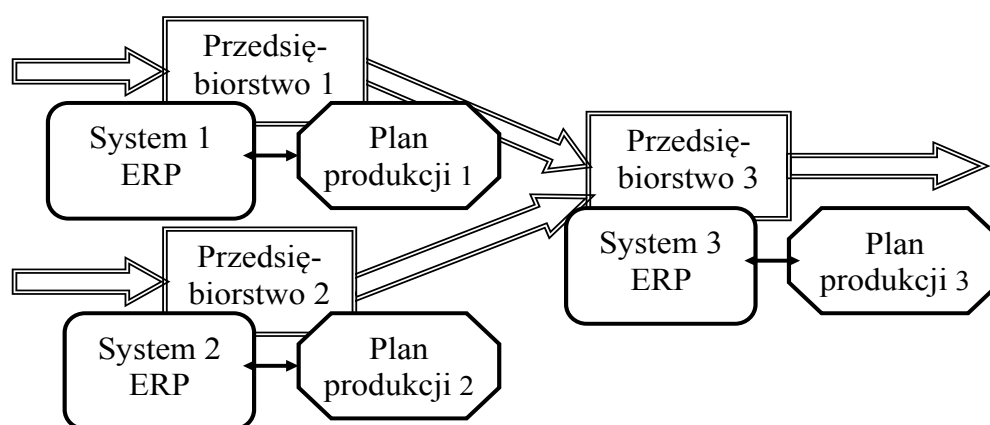 Przedsię-
biorstwo 1
System 1
ERP
Plan
produkcji 1
Przedsię-
biorstwo 2
System 2
ERP
Plan
produkcji 2
Przedsię-
biorstwo 3
System 3
ERP
Plan
produkcji 3